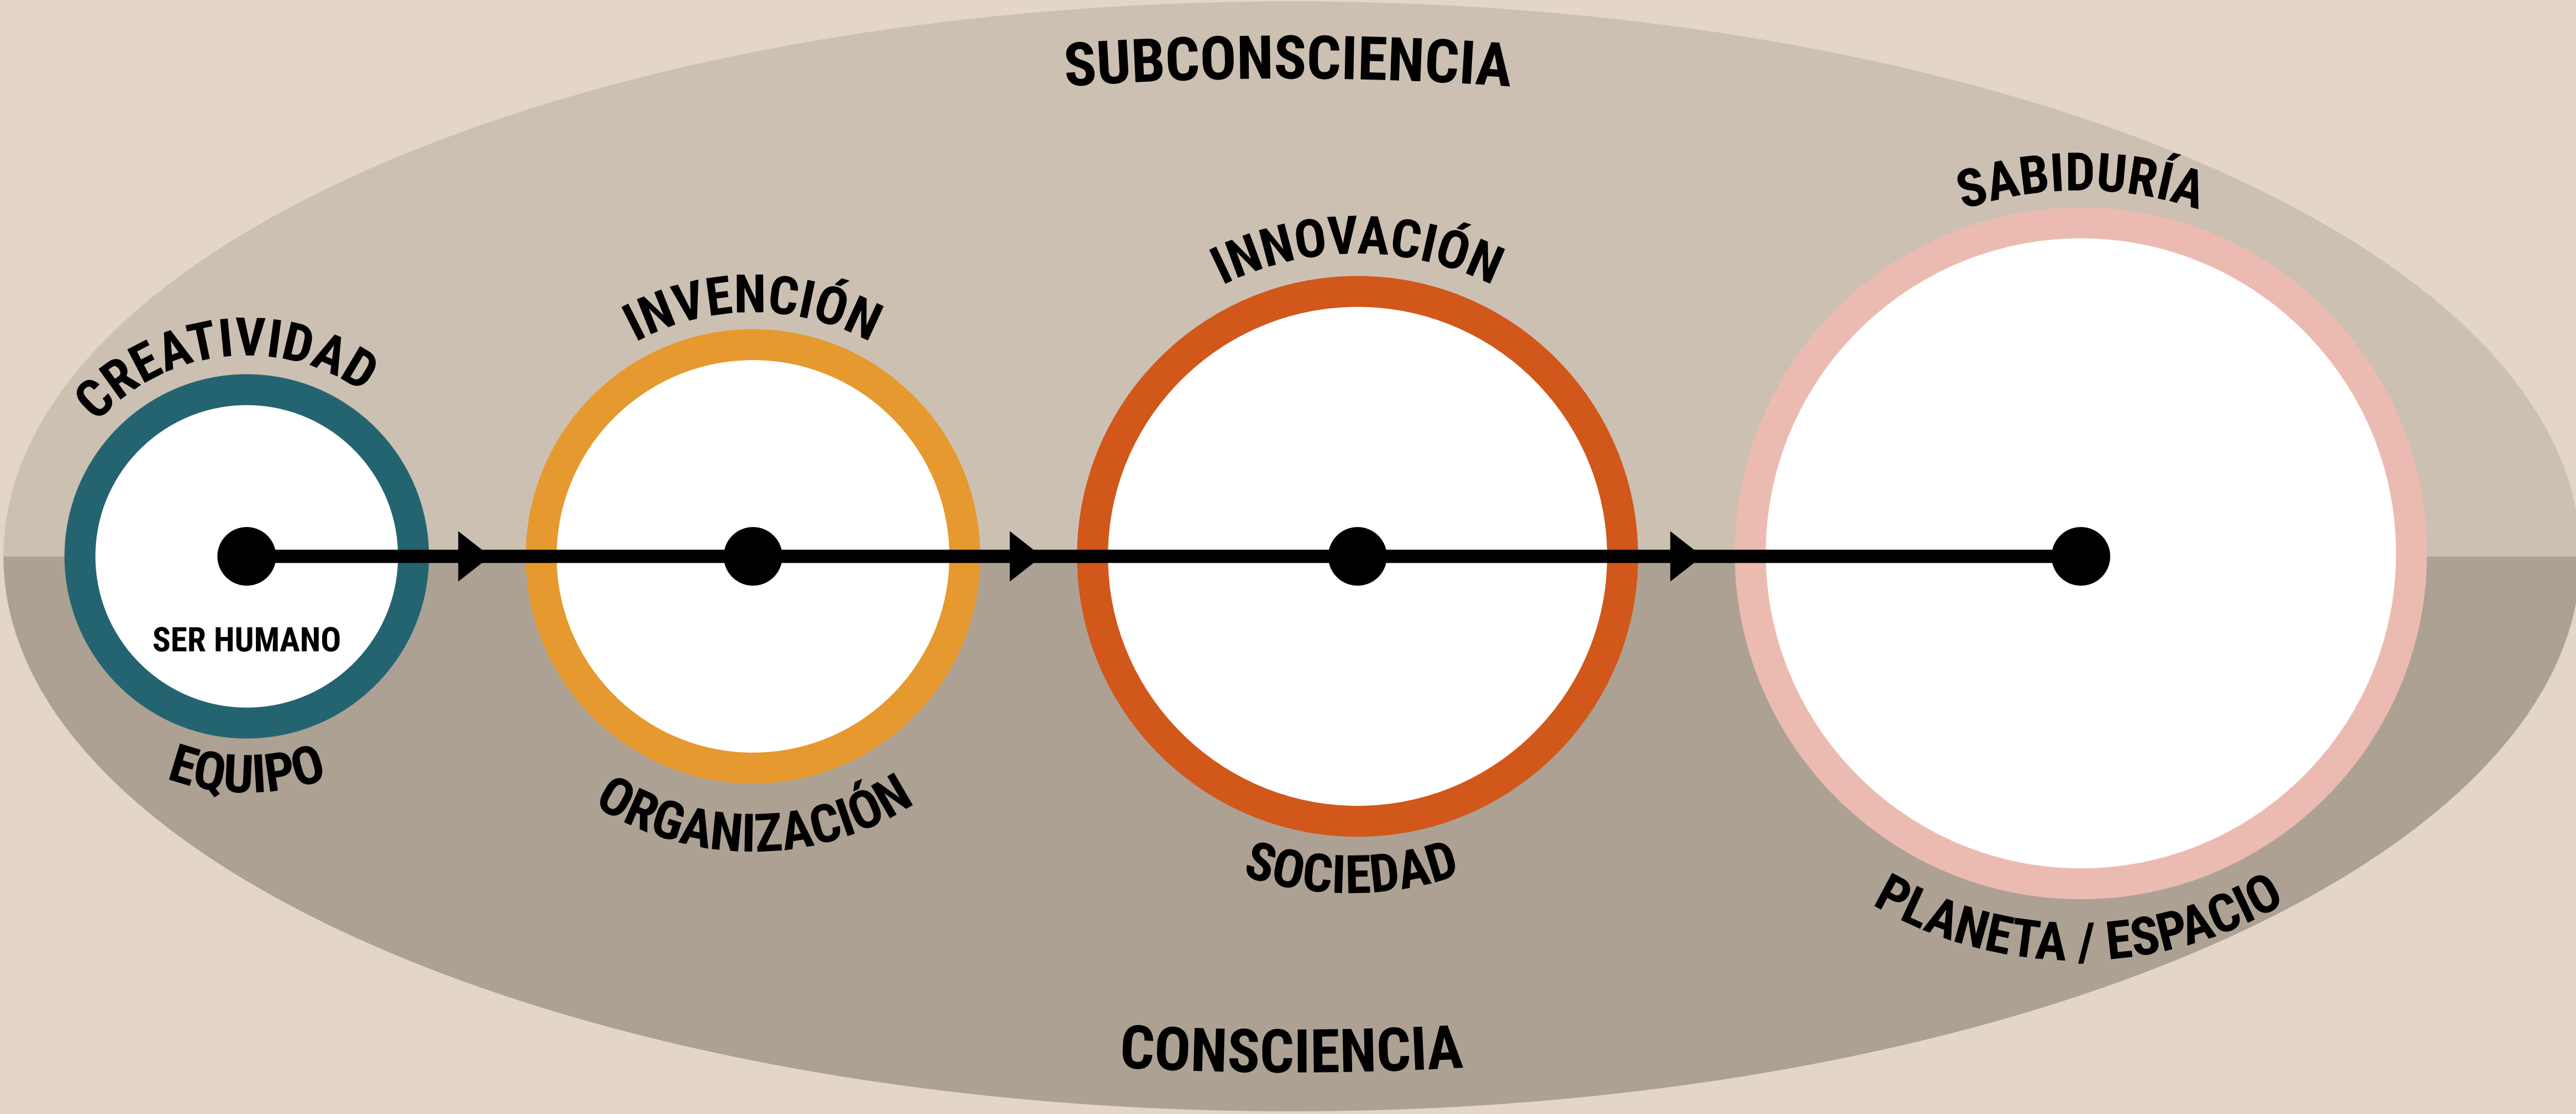 SUBCONSCIENCIA
CREATIVIDAD
INVENCIÓN
INNOVACIÓN
SABIDURÍA
SER HUMANO
EQUIPO
ORGANIZACIÓN
SOCIEDAD
PLANETA / ESPACIO
CONSCIENCIA